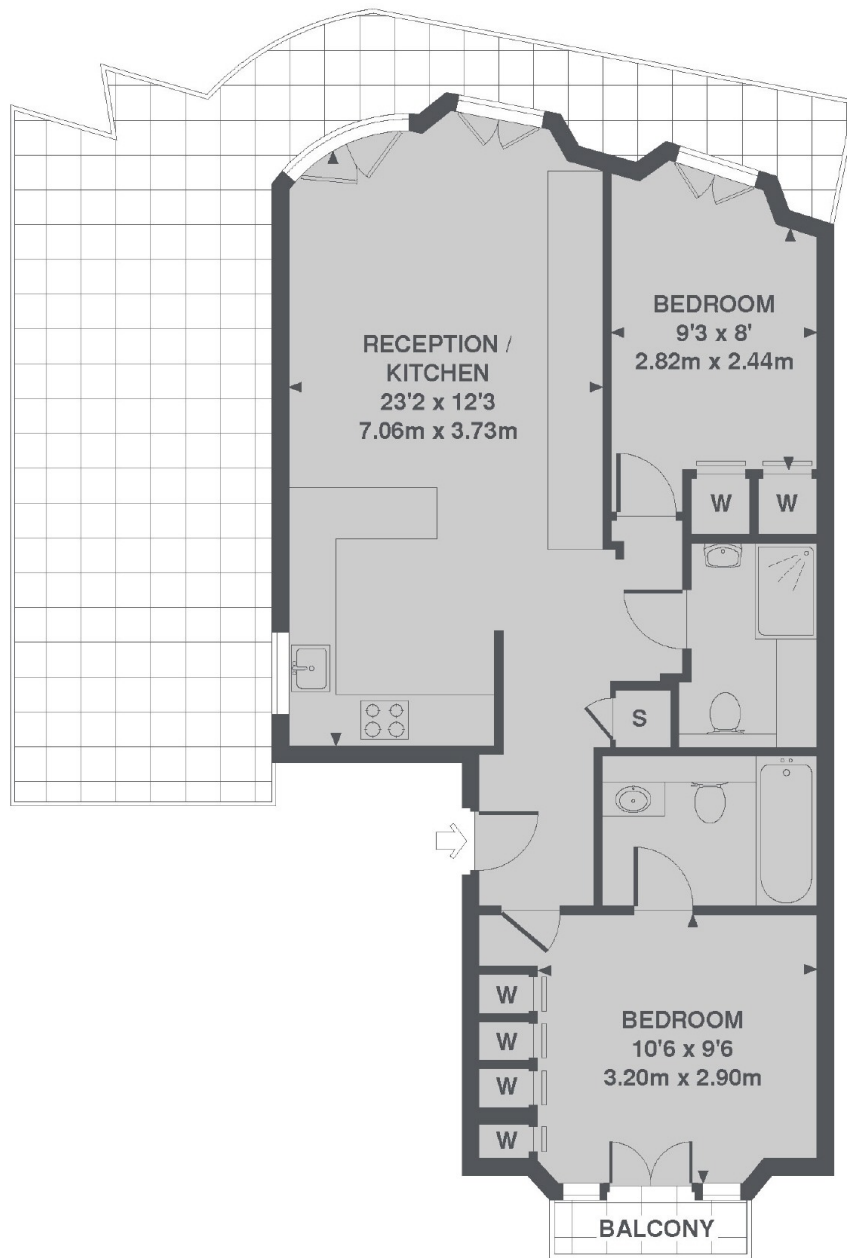 RECEPTION /
KITCHEN
23'2 x 12'3
7.06m x 3.73m
BEDROOM
9'3 x 8'
2.82m x 2.44m
W
W
S
BEDROOM
10'6 x 9'6
3.20m x 2.90m
W
W
W
W
BALCONY